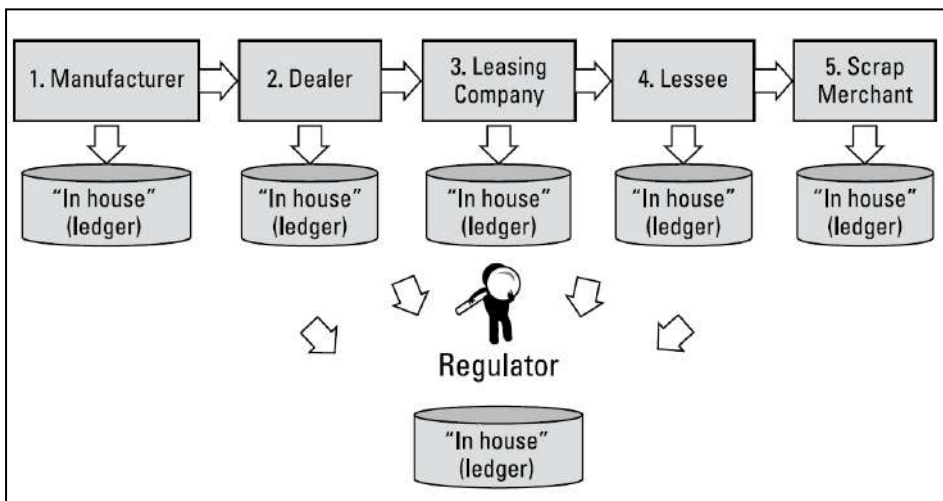 1. Manufacturer
2. Dealer
3. Leasing
Company
4. Lessee
5. Scrap
Merchant
“In house”
(ledger)
“In house”
(ledger)
“In house”
(ledger)
“In house”
(ledger)
“In house”
(ledger)
Regulator
“In house”
(ledger)